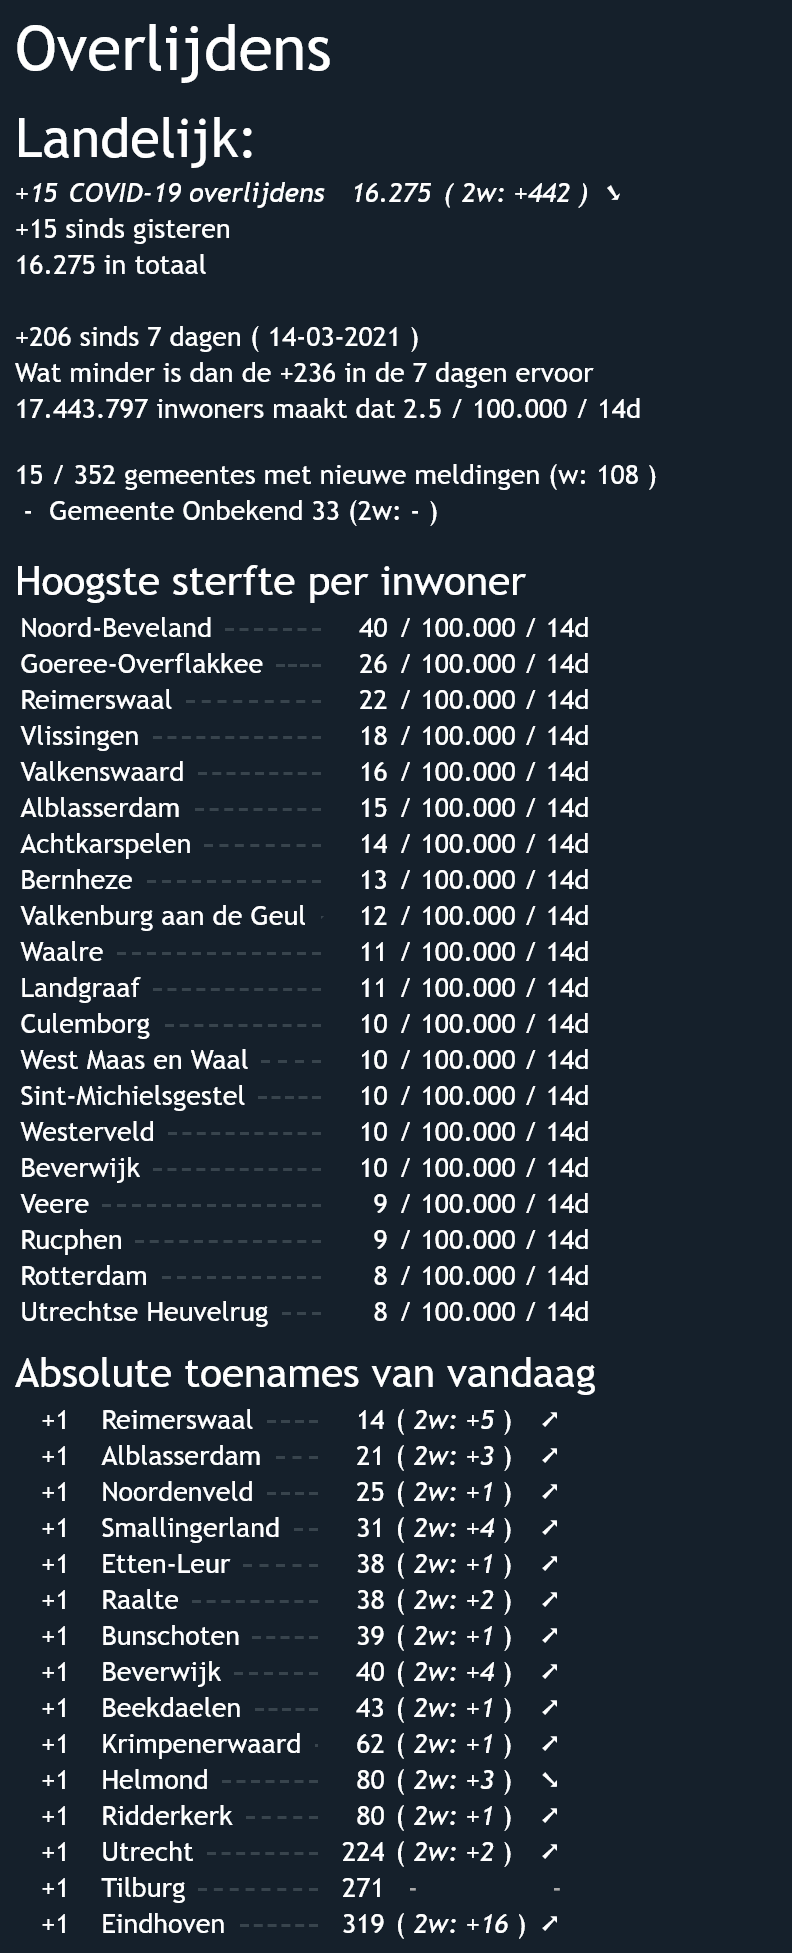 Overlijdens
Landelijk:
+15 COVID-19 overlijdens 16.275 ( 2w: +442 ) ➘
+15 sinds gisteren
16.275 in totaal
+206 sinds 7 dagen ( 14-03-2021 )
Wat minder is dan de +236 in de 7 dagen ervoor
17.443.797 inwoners maakt dat 2.5 / 100.000 / 14d
15 / 352 gemeentes met nieuwe meldingen (w: 108 )
- Gemeente Onbekend 33 (2w: - )
Hoogste sterfte per inwoner
Noord-Beveland ------- 40 / 100.000 / 14d
Goeree-Overflakkee ---- 26 / 100.000 / 14d
Reimerswaal --------- 22 / 100.000 / 14d
Vlissingen ----------- 18 / 100.000 / 14d
Valkenswaard -------- 16 / 100.000 / 14d
Alblasserdam -------- 15 / 100.000 / 14d
Achtkarspelen -------- 14 / 100.000 / 14d
Bernheze ------------ 13 / 100.000 / 14d
Valkenburg aan de Geul - 12 / 100.000 / 14d
Waalre -------------- 11 / 100.000 / 14d
Landgraaf ----------- 11 / 100.000 / 14d
Culemborg ---------- 10 / 100.000 / 14d
West Maas en Waal ---- 10 / 100.000 / 14d
Sint-Michielsgestel ----- 10 / 100.000 / 14d
Westerveld ---------- 10 / 100.000 / 14d
Beverwijk ----------- 10 / 100.000 / 14d
Veere --------------- 9 / 100.000 / 14d
Rucphen ------------ 9 / 100.000 / 14d
Rotterdam ---------- 8 / 100.000 / 14d
Utrechtse Heuvelrug --- 8 / 100.000 / 14d
Absolute toenames van vandaag
+1 Reimerswaal ---- 14 ( 2w: +5 ) ➚
+1 Alblasserdam --- 21 ( 2w: +3 ) ➚
+1 Noordenveld ---- 25 ( 2w: +1 ) ➚
+1 Smallingerland -- 31 ( 2w: +4 ) ➚
+1 Etten-Leur ----- 38 ( 2w: +1 ) ➚
+1 Raalte --------- 38 ( 2w: +2 ) ➚
+1 Bunschoten ----- 39 ( 2w: +1 ) ➚
+1 Beverwijk ------ 40 ( 2w: +4 ) ➚
+1 Beekdaelen ----- 43 ( 2w: +1 ) ➚
+1 Krimpenerwaard - 62 ( 2w: +1 ) ➚
+1 Helmond ------- 80 ( 2w: +3 ) ➘
+1 Ridderkerk ----- 80 ( 2w: +1 ) ➚
+1 Utrecht -------- 224 ( 2w: +2 ) ➚
+1 Tilburg -------- 271 - -
+1 Eindhoven ------ 319 ( 2w: +16 ) ➚